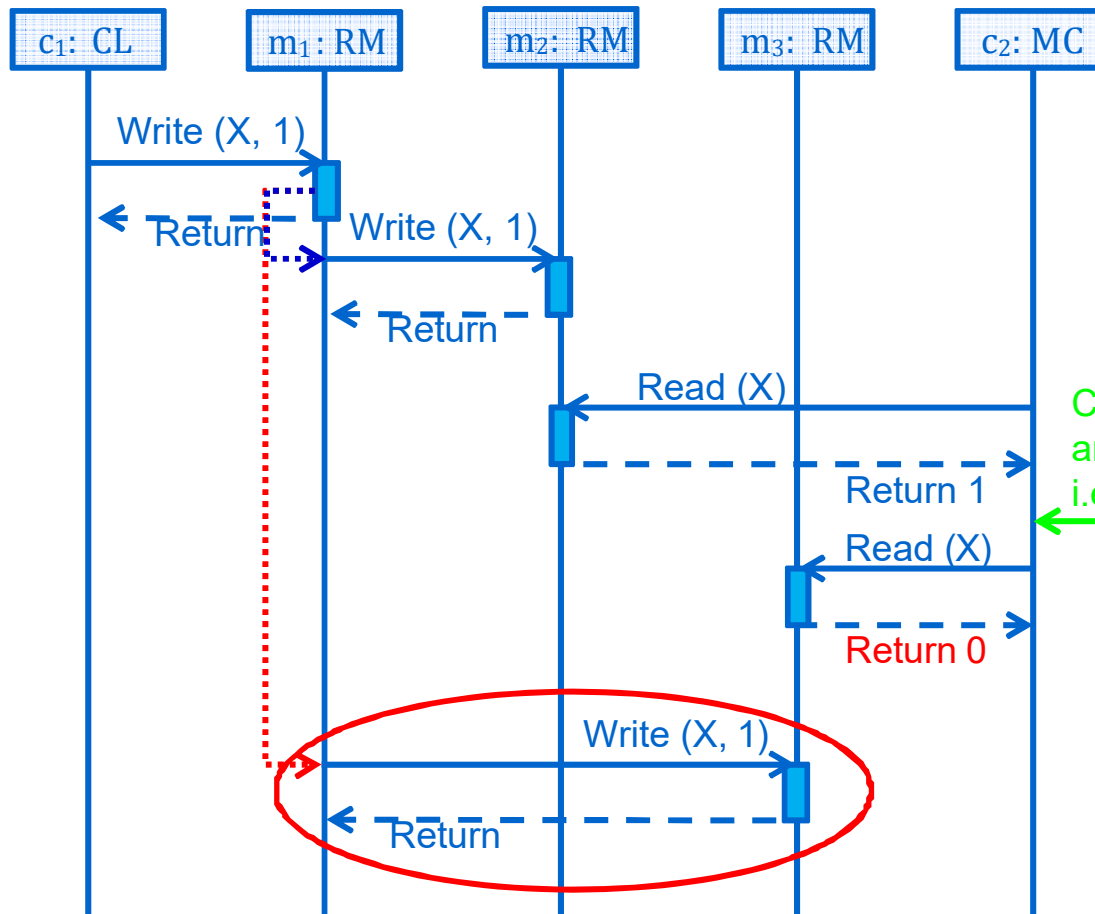 c₁: CL
m₁: RM
m₂: RM
m₃: RM
c₂: MC
Write (X, 1)
Return
Write (X, 1)
Return
Read (X)
Return 1
i.e
Read (X)
Return 0
Write (X, 1)
Return